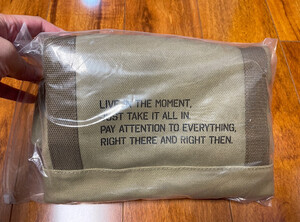 LIVE IN THE MOMENT,
JUST TAKE IT ALL IN.
PAY ATTENTION TO EVERYTHING,
RIGHT THERE AND RIGHT THEN.